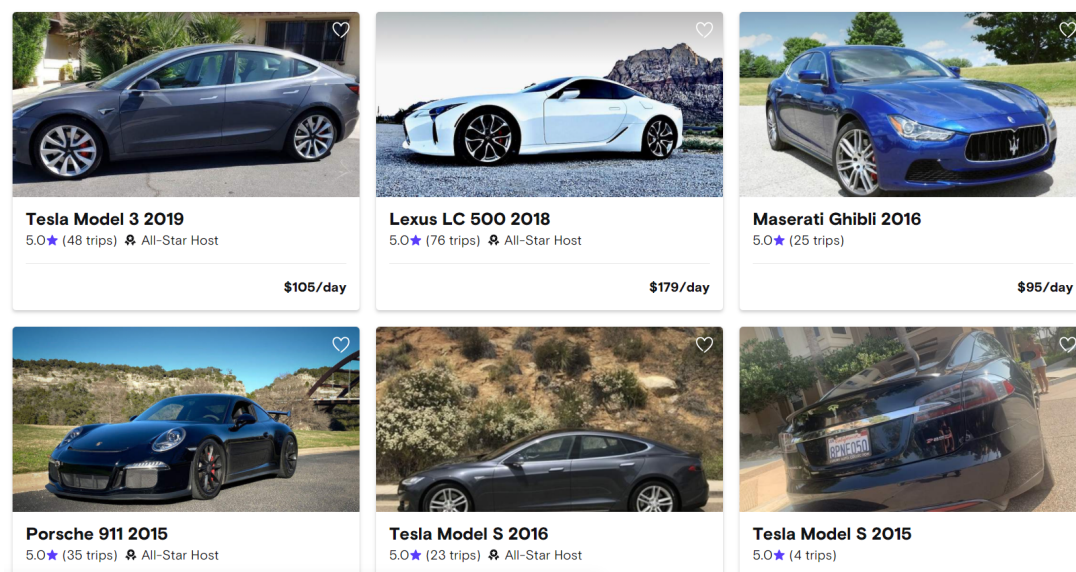 Tesla Model 3 2019
5.0★ (48 trips) All-Star Host
$105/day
Lexus LC 500 2018
5.0★ (76 trips) All-Star Host
$179/day
Maserati Ghibli 2016
5.0★ (25 trips)
$95/day
Porsche 911 2015
5.0★ (35 trips) All-Star Host
Tesla Model S 2016
5.0★ (23 trips) All-Star Host
8PNF050
Tesla Model S 2015
5.0★ (4 trips)